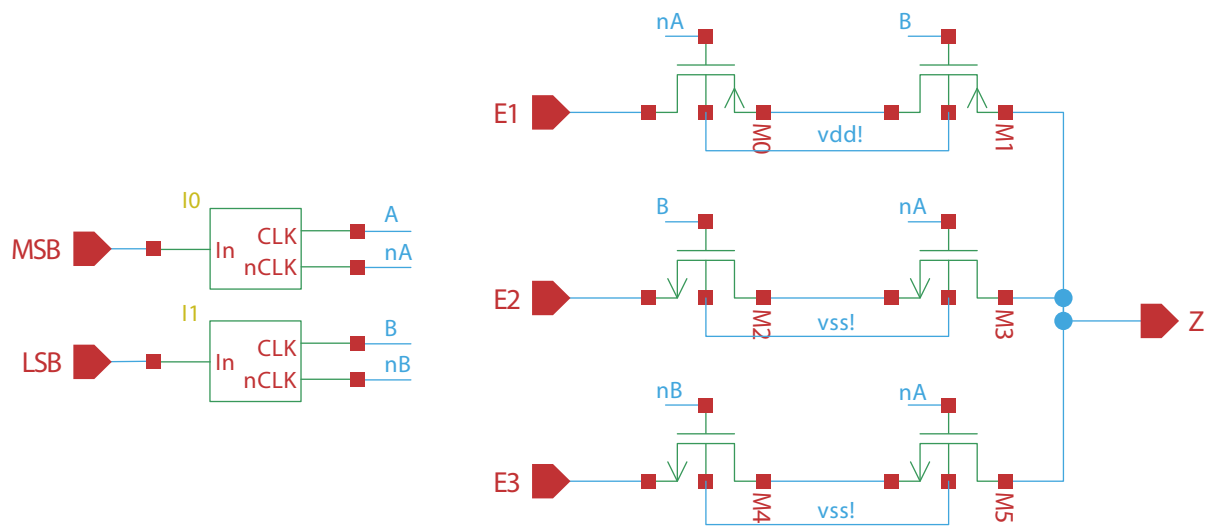 nA
B
E1
vdd!
M0
M1
I0
MSB
In
CLK
nCLK
A
nA
B
nA
E2
vss!
M2
M3
Z
I1
LSB
In
CLK
nCLK
B
nB
nB
nA
E3
vss!
M4
M5